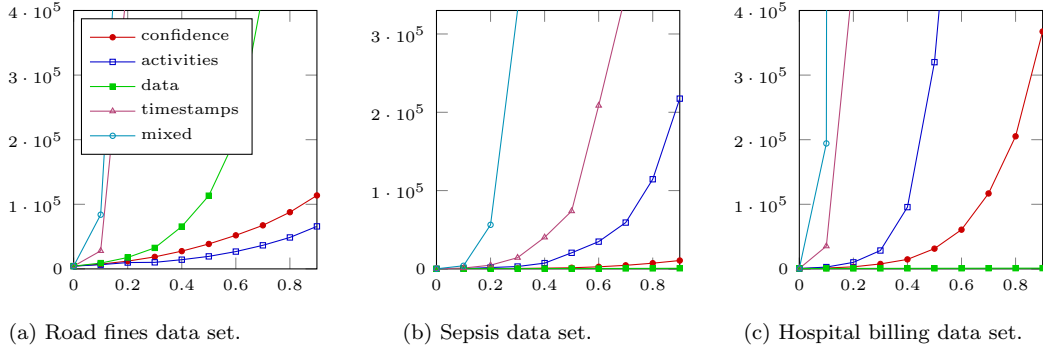 4 · 10^5
3 · 10^5
2 · 10^5
1 · 10^5
0
0 0.2 0.4 0.6 0.8
confidence
activities
data
timestamps
mixed
(a) Road fines data set.
3 · 10^5
2 · 10^5
1 · 10^5
0
0 0.2 0.4 0.6 0.8
(b) Sepsis data set.
4 · 10^5
3 · 10^5
2 · 10^5
1 · 10^5
0
0 0.2 0.4 0.6 0.8
(c) Hospital billing data set.